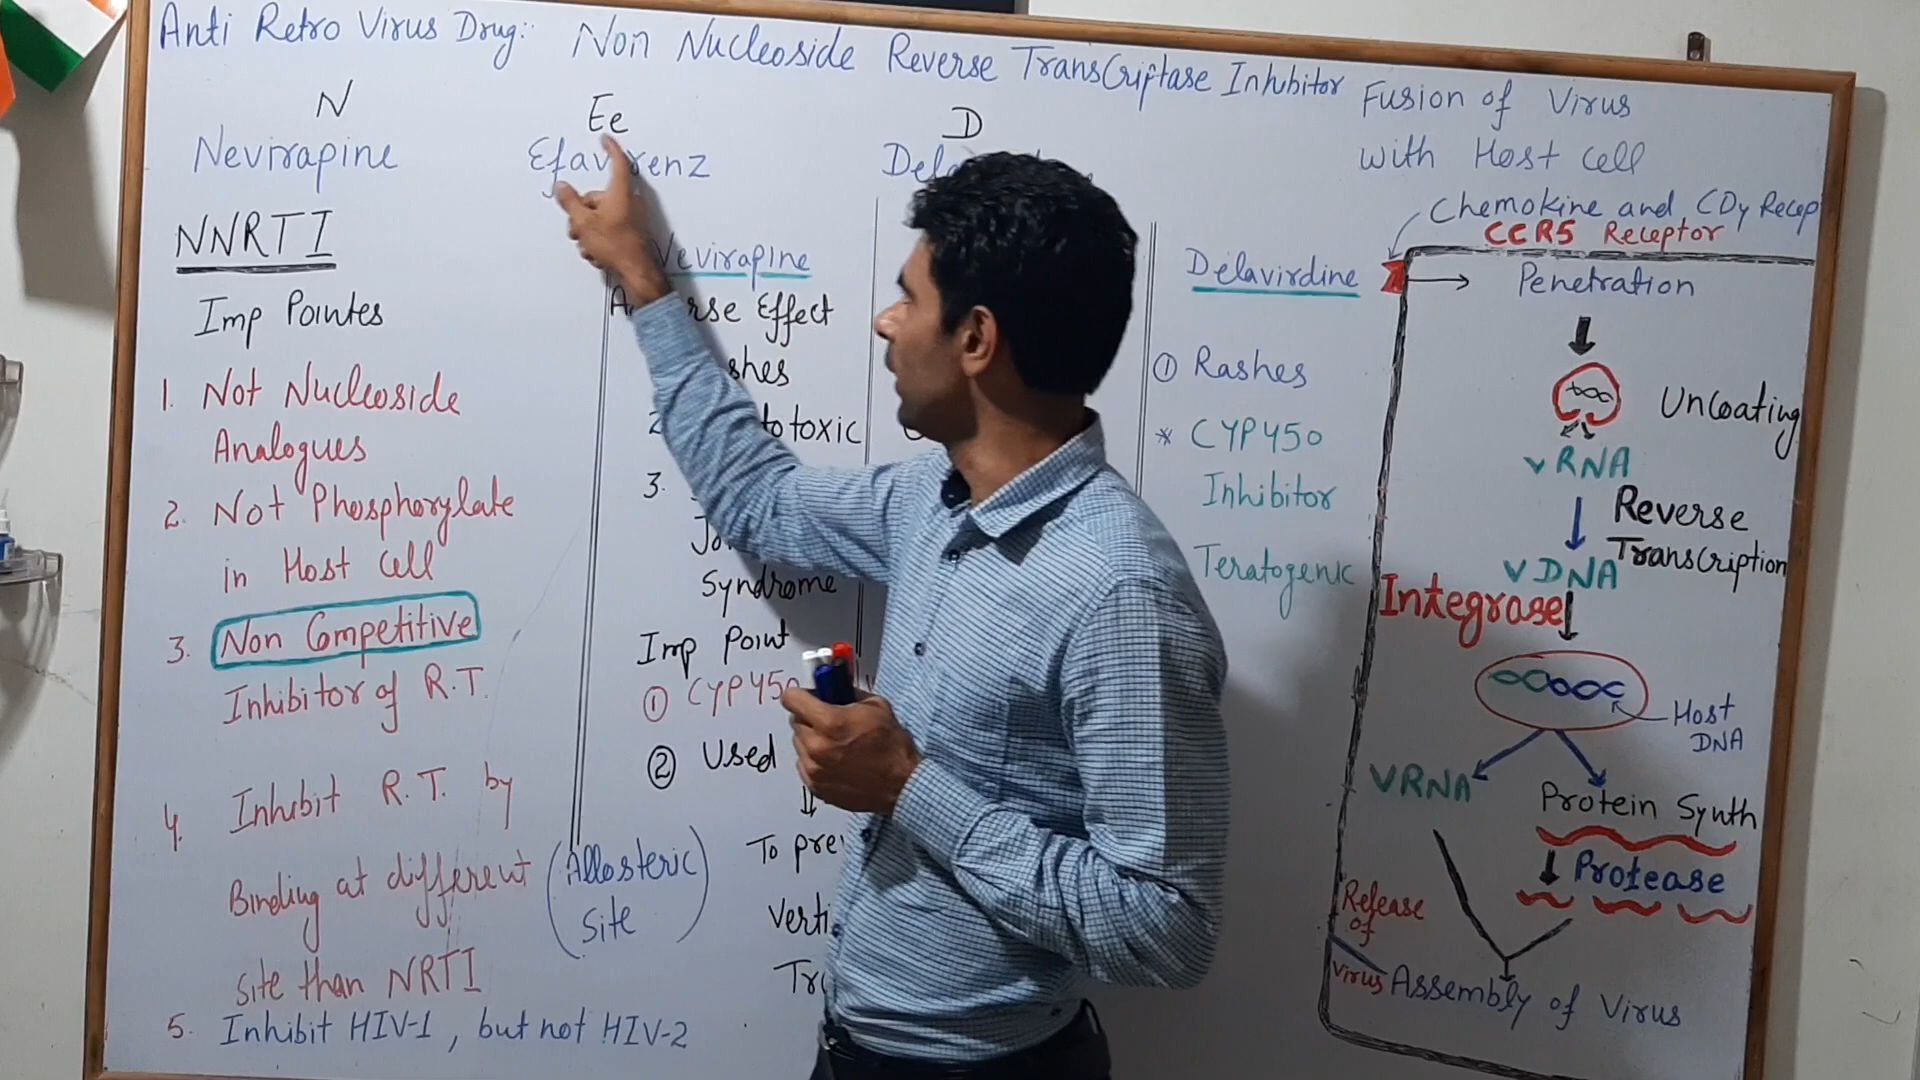 Anti Retro Virus Drug:: Non Nucleoside Reverse TransCriptase Inhibitor
N
Ee
D
Nevirapine
NNRTI
Imp Pointes
1. Not Nucleoside
Analogues
2. Not Phosphorylate
in Host Cell
3. Non Competitive
Inhibitor of R.T.
4. Inhibit R.T. by
Binding at different
(Allosteric
Site)
Site than NRTI
5. Inhibit HIV-1, but not HIV-2
Effect
3.
Syndrome
Imp Point
① CYP450
② Used
To
Delavirdine
① Rashes
* CYP450
Inhibitor
Teratogenic
Fusion of Virus
with Host Cell
Chemokine and CD4 Recep
CCR5 Receptor
Penetration
Uncoating
vRNA
Reverse
TransCription
vDNA
Integrase
Host
DNA
VRNA
Protein Synth
Protease
Release
of
Virus
Assembly of Virus